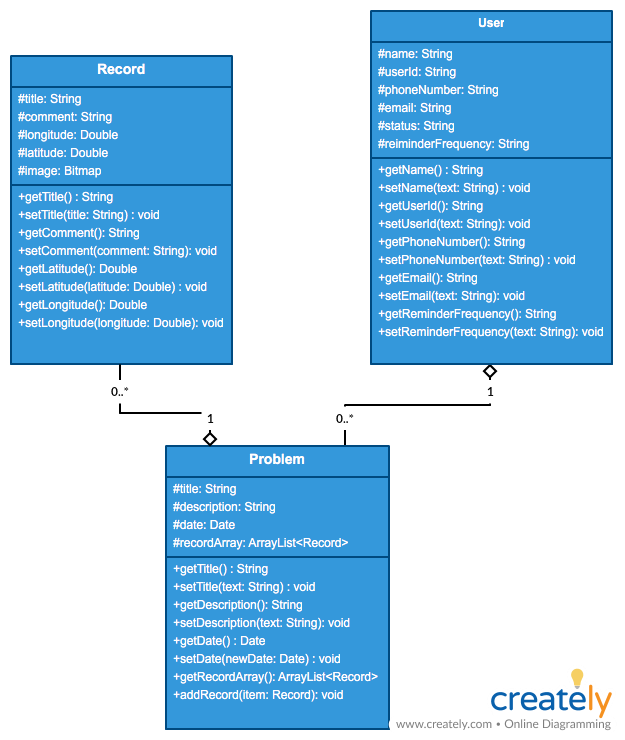 Record
#title: String
#comment: String
#longitude: Double
#latitude: Double
#image: Bitmap
+getTitle() : String
+setTitle(title: String) : void
+getComment(): String
+setComment(comment: String): void
+getLatitude(): Double
+setLatitude(latitude: Double) : void
+getLongitude(): Double
+setLongitude(longitude: Double): void
User
#name: String
#userId: String
#phoneNumber: String
#email: String
#status: String
#reiminderFrequency: String
+getName() : String
+setName(text: String) : void
+getUserId(): String
+setUserId(text: String): void
+getPhoneNumber(): String
+setPhoneNumber(text: String) : void
+getEmail(): String
+setEmail(text: String): void
+getReminderFrequency(): String
+setReminderFrequency(text: String): void
0..*
1
1
0..*
Problem
#title: String
#description: String
#date: Date
#recordArray: ArrayList<Record>
+getTitle() : String
+setTitle(text: String) : void
+getDescription(): String
+setDescription(text: String): void
+getDate() : Date
+setDate(newDate: Date) : void
+getRecordArray(): ArrayList<Record>
+addRecord(item: Record): void
creately
www.creately.com • Online Diagramming